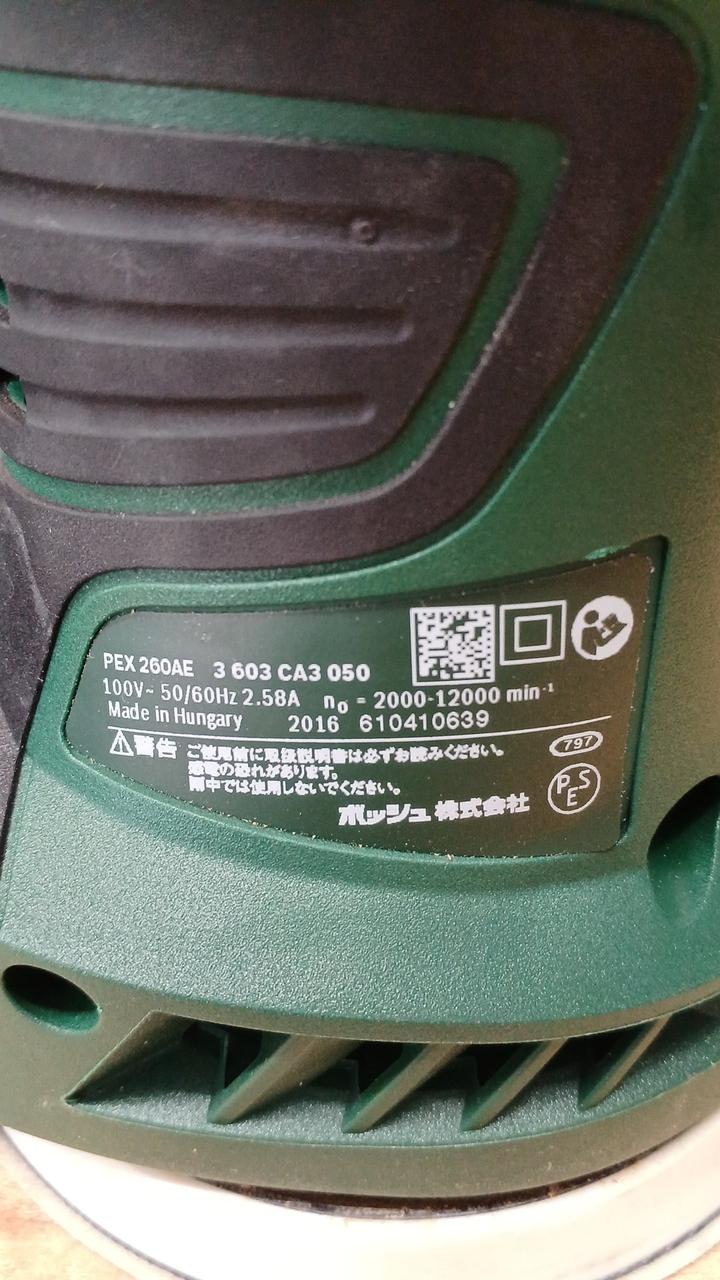 PEX 260AE 3 603 CA3 050
100V~ 50/60Hz 2.58A n₀ = 2000-12000 min⁻¹
Made in Hungary 2016 610410639
警告 ご使用前に取扱説明書は必ずお読みください。
感電の恐れがあります。
雨中では使用しないでください。
ボッシュ株式会社
797
PSE